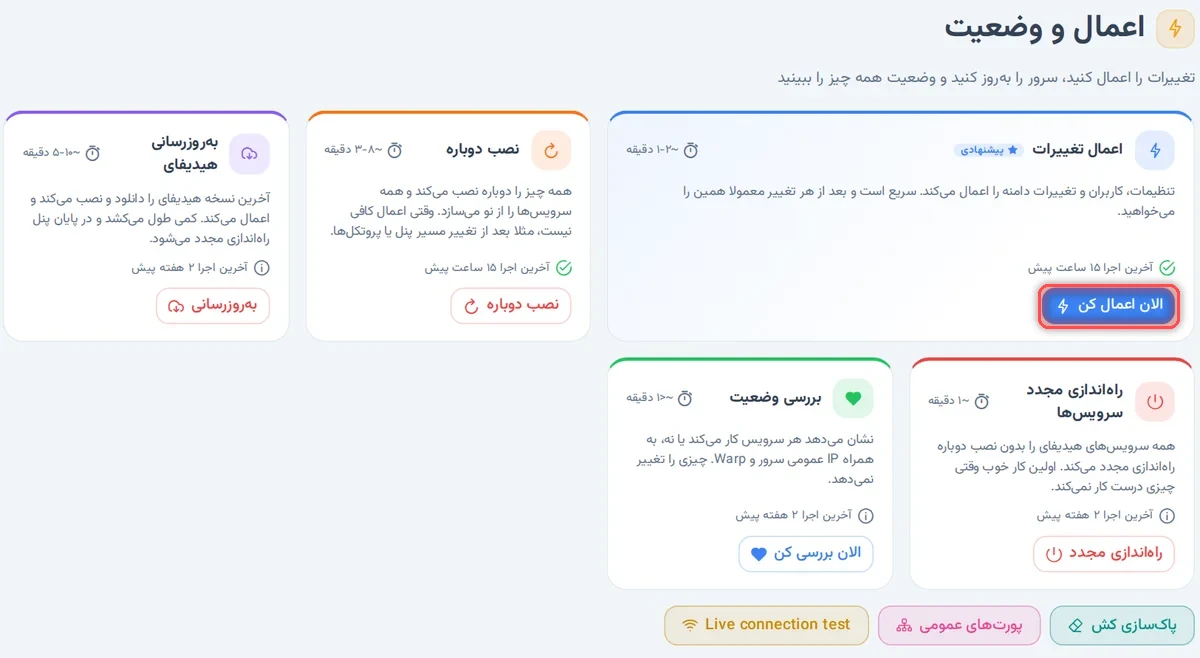 اعمال و وضعیت
تغییرات را اعمال کنید، سرور را به‌روز کنید و وضعیت همه چیز را ببینید
اعمال تغییرات
پیشنهادی
~۱-۲ دقیقه
تنظیمات، کاربران و تغییرات دامنه را اعمال می‌کند. سریع است و بعد از هر تغییر معمولا همین را
می‌خواهید.
آخرین اجرا ۱۵ ساعت پیش
الان اعمال کن
نصب دوباره
~۳-۸ دقیقه
همه چیز را دوباره نصب می‌کند و همه
سرویس‌ها را از نو می‌سازد. وقتی اعمال کافی
نیست، مثلا بعد از تغییر مسیر پنل یا پروتکل‌ها.
آخرین اجرا ۱۵ ساعت پیش
نصب دوباره
به‌روزرسانی
هیدیفای
~۵-۱۰ دقیقه
آخرین نسخه هیدیفای را دانلود و نصب می‌کند و
اعمال می‌کند. کمی طول می‌کشد و در پایان پنل
راه‌اندازی مجدد می‌شود.
آخرین اجرا ۲ هفته پیش
به‌روزرسانی
راه‌اندازی مجدد
سرویس‌ها
~۱ دقیقه
همه سرویس‌های هیدیفای را بدون نصب دوباره
راه‌اندازی مجدد می‌کند. اولین کار خوب وقتی
چیزی درست کار نمی‌کند.
آخرین اجرا ۲ هفته پیش
راه‌اندازی مجدد
بررسی وضعیت
~<۱ دقیقه
نشان می‌دهد هر سرویس کار می‌کند یا نه، به
همراه IP عمومی سرور و Warp. چیزی را تغییر
نمی‌دهد.
آخرین اجرا ۲ هفته پیش
الان بررسی کن
پاک‌سازی کش
پورت‌های عمومی
Live connection test